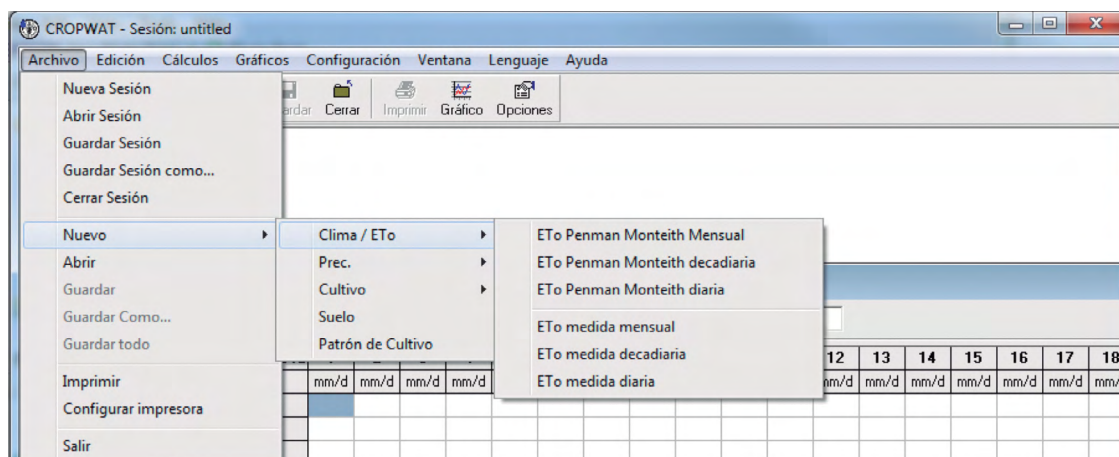 CROPWAT - Sesión: untitled
Archivo Edición Cálculos Gráficos Configuración Ventana Lenguaje Ayuda
Cerrar Imprimir Gráfico Opciones
Nueva Sesión
Abrir Sesión
Guardar Sesión
Guardar Sesión como...
Cerrar Sesión
Nuevo
Abrir
Guardar
Guardar Como...
Guardar todo
Imprimir
Configurar impresora
Salir
Clima / ETo
Prec.
Cultivo
Suelo
Patrón de Cultivo
ETo Penman Monteith Mensual
ETo Penman Monteith decadiaria
ETo Penman Monteith diaria
ETo medida mensual
ETo medida decadiaria
ETo medida diaria
12 13 14 15 16 17 18
mm/d mm/d mm/d mm/d mm/d mm/d mm/d mm/d mm/d